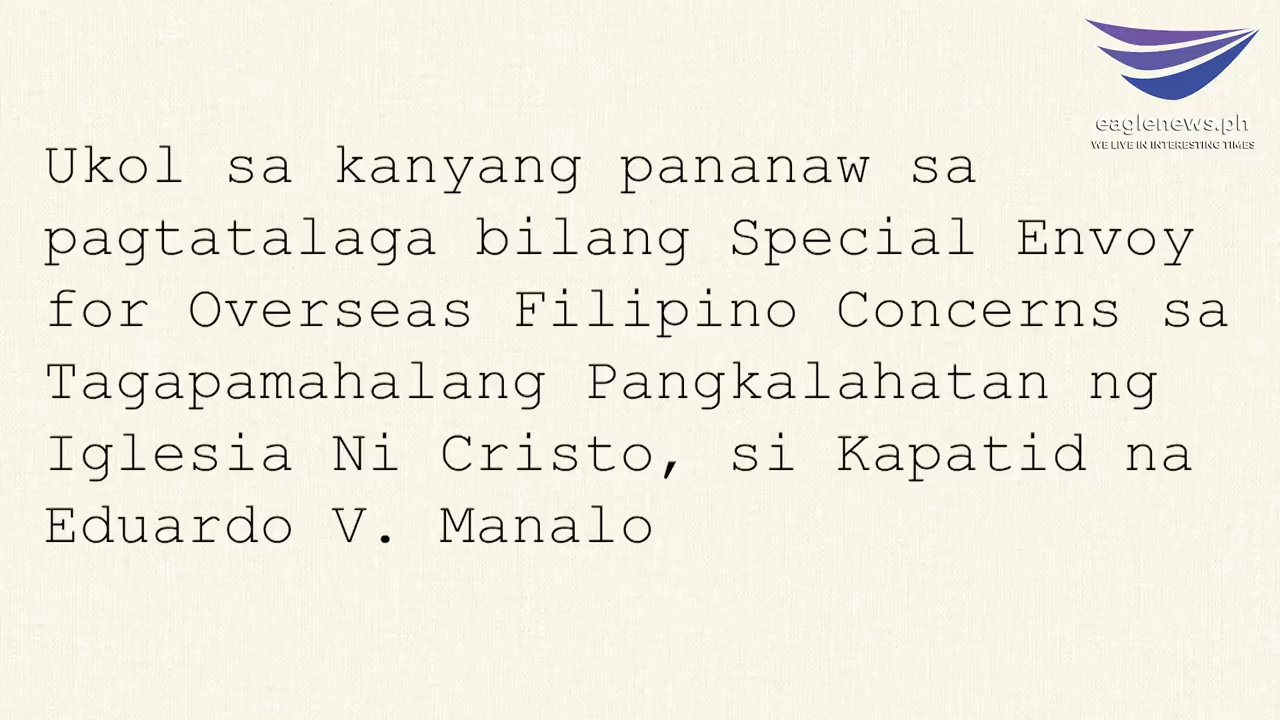 eaglenews.ph
WE LIVE IN INTERESTING TIMES
Ukol sa kanyang pananaw sa
pagtatalaga bilang Special Envoy
for Overseas Filipino Concerns sa
Tagapamahalang Pangkalahatan ng
Iglesia Ni Cristo, si Kapatid na
Eduardo V. Manalo